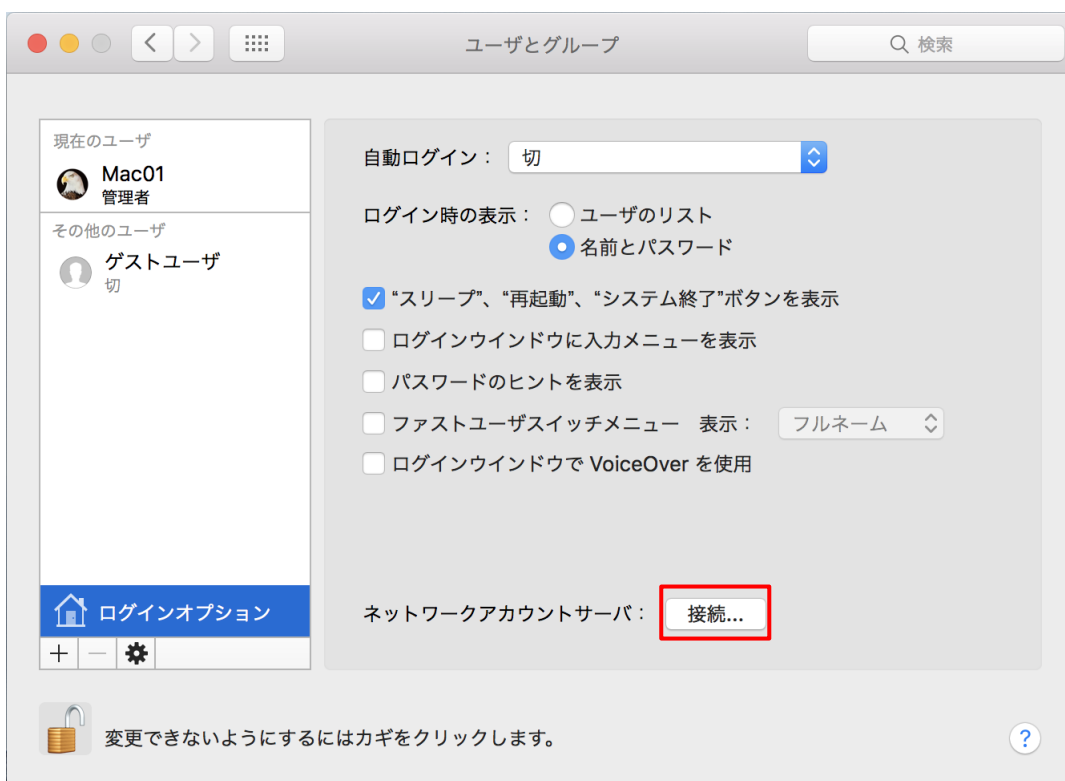 ユーザとグループ
検索
現在のユーザ
Mac01
管理者
その他のユーザ
ゲストユーザ
切
ログインオプション
自動ログイン： 切
ログイン時の表示： ユーザのリスト
名前とパスワード
“スリープ”、“再起動”、“システム終了”ボタンを表示
ログインウインドウに入力メニューを表示
パスワードのヒントを表示
ファストユーザスイッチメニュー 表示： フルネーム
ログインウインドウで VoiceOver を使用
ネットワークアカウントサーバ： 接続...
変更できないようにするにはカギをクリックします。
?